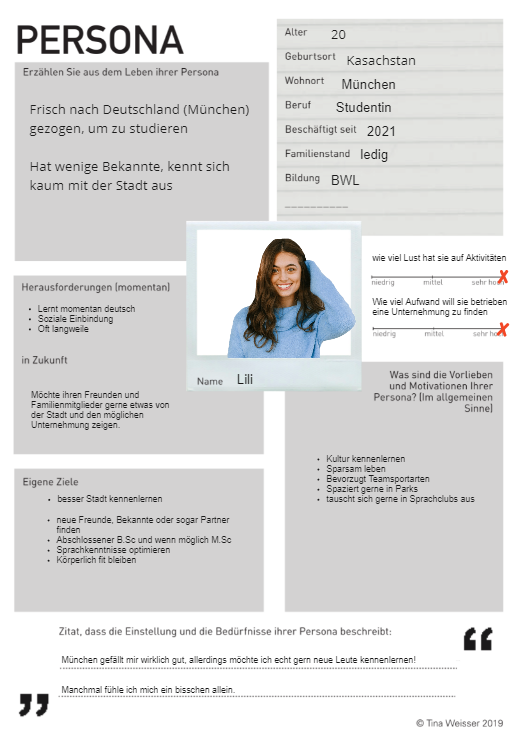 PERSONA
Erzählen Sie aus dem Leben ihrer Persona
Frisch nach Deutschland (München)
gezogen, um zu studieren
Hat wenige Bekannte, kennt sich
kaum mit der Stadt aus
Alter 20
Geburtsort Kasachstan
Wohnort München
Beruf Studentin
Beschäftigt seit 2021
Familienstand ledig
Bildung BWL
___________
wie viel Lust hat sie auf Aktivitäten
niedrig mittel sehr hoch
Wie viel Aufwand will sie betrieben
eine Unternehmung zu finden
niedrig mittel sehr hoch
Herausforderungen (momentan)
• Lernt momentan deutsch
• Soziale Einbindung
• Oft langweile
in Zukunft
Möchte ihren Freunden und
Familienmitglieder gerne etwas von
der Stadt und den möglichen
Unternehmung zeigen.
Name Lili
Was sind die Vorlieben
und Motivationen Ihrer
Persona? (Im allgemeinen
Sinne)
• Kultur kennenlernen
• Sparsam leben
• Bevorzugt Teamsportarten
• Spaziert gerne in Parks
• tauscht sich gerne in Sprachclubs aus
Eigene Ziele
• besser Stadt kennenlernen
• neue Freunde, Bekannte oder sogar Partner
finden
• Abschlossener B.Sc und wenn möglich M.Sc
• Sprachkenntnisse optimieren
• Körperlich fit bleiben
Zitat, dass die Einstellung und die Bedürfnisse ihrer Persona beschreibt:
München gefällt mir wirklich gut, allerdings möchte ich echt gern neue Leute kennenlernen!
Manchmal fühle ich mich ein bisschen allein.
© Tina Weisser 2019